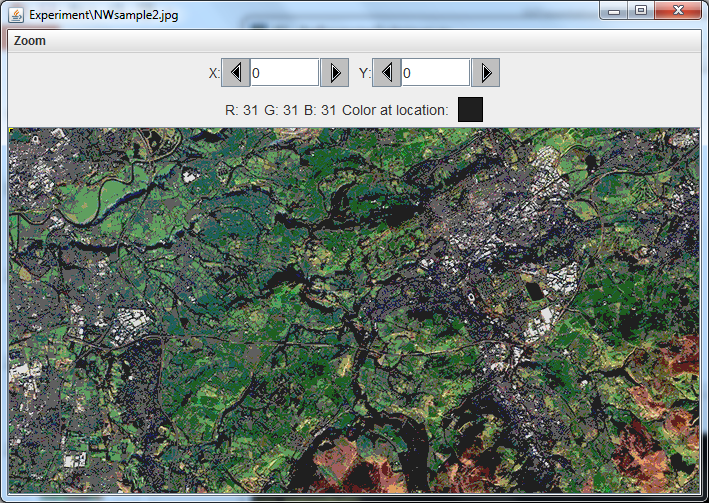 Experiment\NWsample2.jpg
Zoom
X: 0 Y: 0
R: 31 G: 31 B: 31 Color at location: